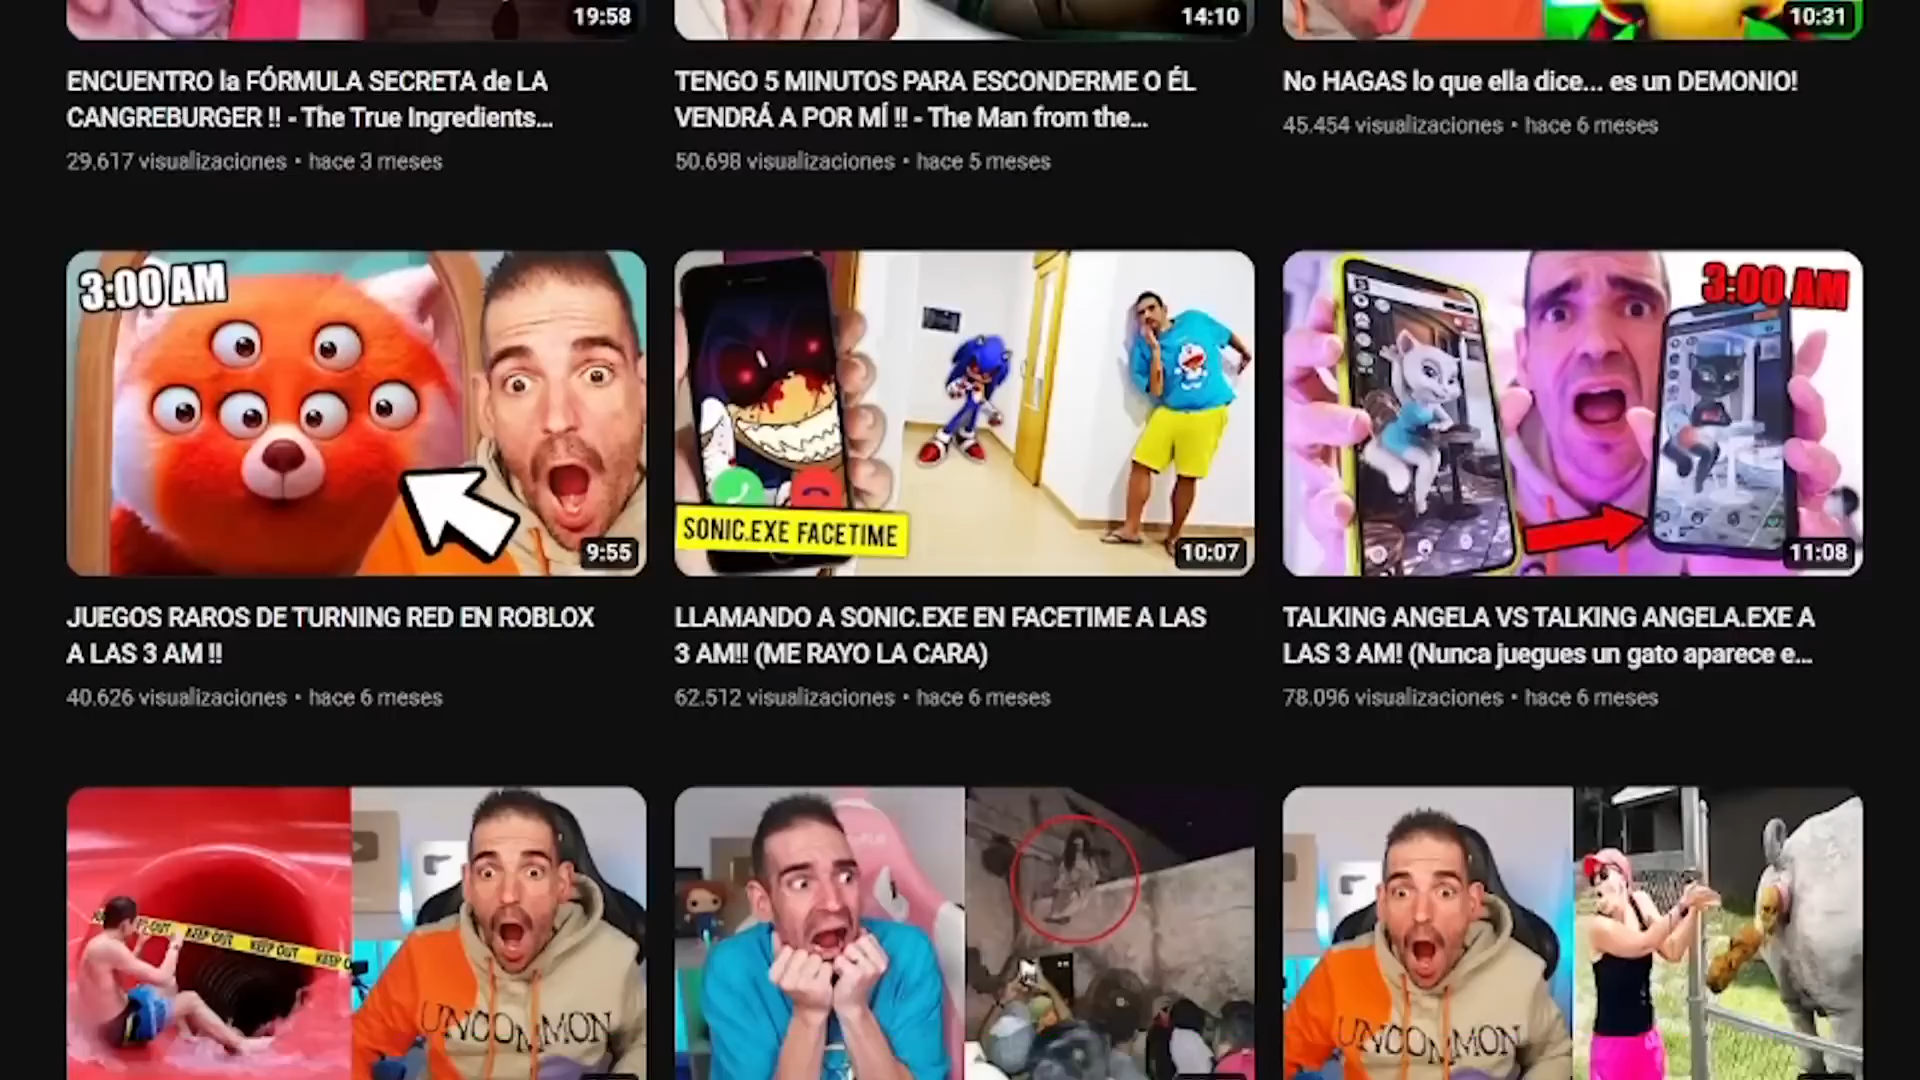 19:58
14:10
10:31
ENCUENTRO la FÓRMULA SECRETA de LA
CANGREBURGER !! - The True Ingredients...
29.617 visualizaciones • hace 3 meses
TENGO 5 MINUTOS PARA ESCONDERME O ÉL
VENDRÁ A POR MÍ !! - The Man from the...
50.698 visualizaciones • hace 5 meses
No HAGAS lo que ella dice... es un DEMONIO!
45.454 visualizaciones • hace 6 meses
3:00 AM
9:55
SONIC.EXE FACETIME
10:07
3:00 AM
11:08
JUEGOS RAROS DE TURNING RED EN ROBLOX
A LAS 3 AM !!
40.626 visualizaciones • hace 6 meses
LLAMANDO A SONIC.EXE EN FACETIME A LAS
3 AM!! (ME RAYO LA CARA)
62.512 visualizaciones • hace 6 meses
TALKING ANGELA VS TALKING ANGELA.EXE A
LAS 3 AM! (Nunca juegues un gato aparece e...
78.096 visualizaciones • hace 6 meses
KEEP OUT KEEP OUT
UNCOMMON
UNCOMMON